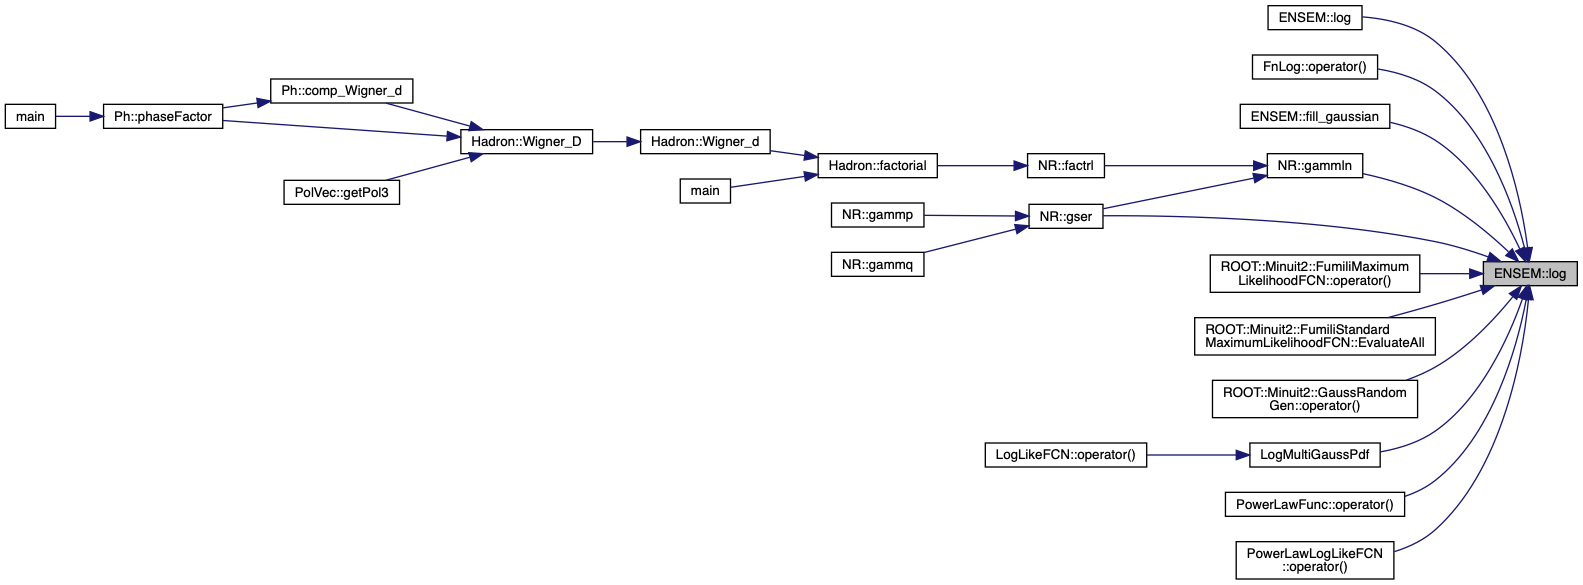 ENSEM::log
FnLog::operator()
Ph::comp_Wigner_d
main
Ph::phaseFactor
ENSEM::fill_gaussian
Hadron::Wigner_D
Hadron::Wigner_d
Hadron::factorial
NR::factrl
NR::gammln
PolVec::getPol3
main
NR::gammp
NR::gser
NR::gammq
ROOT::Minuit2::FumiliMaximum
LikelihoodFCN::operator()
ENSEM::log
ROOT::Minuit2::FumiliStandard
MaximumLikelihoodFCN::EvaluateAll
ROOT::Minuit2::GaussRandom
Gen::operator()
LogLikeFCN::operator()
LogMultiGaussPdf
PowerLawFunc::operator()
PowerLawLogLikeFCN
::operator()